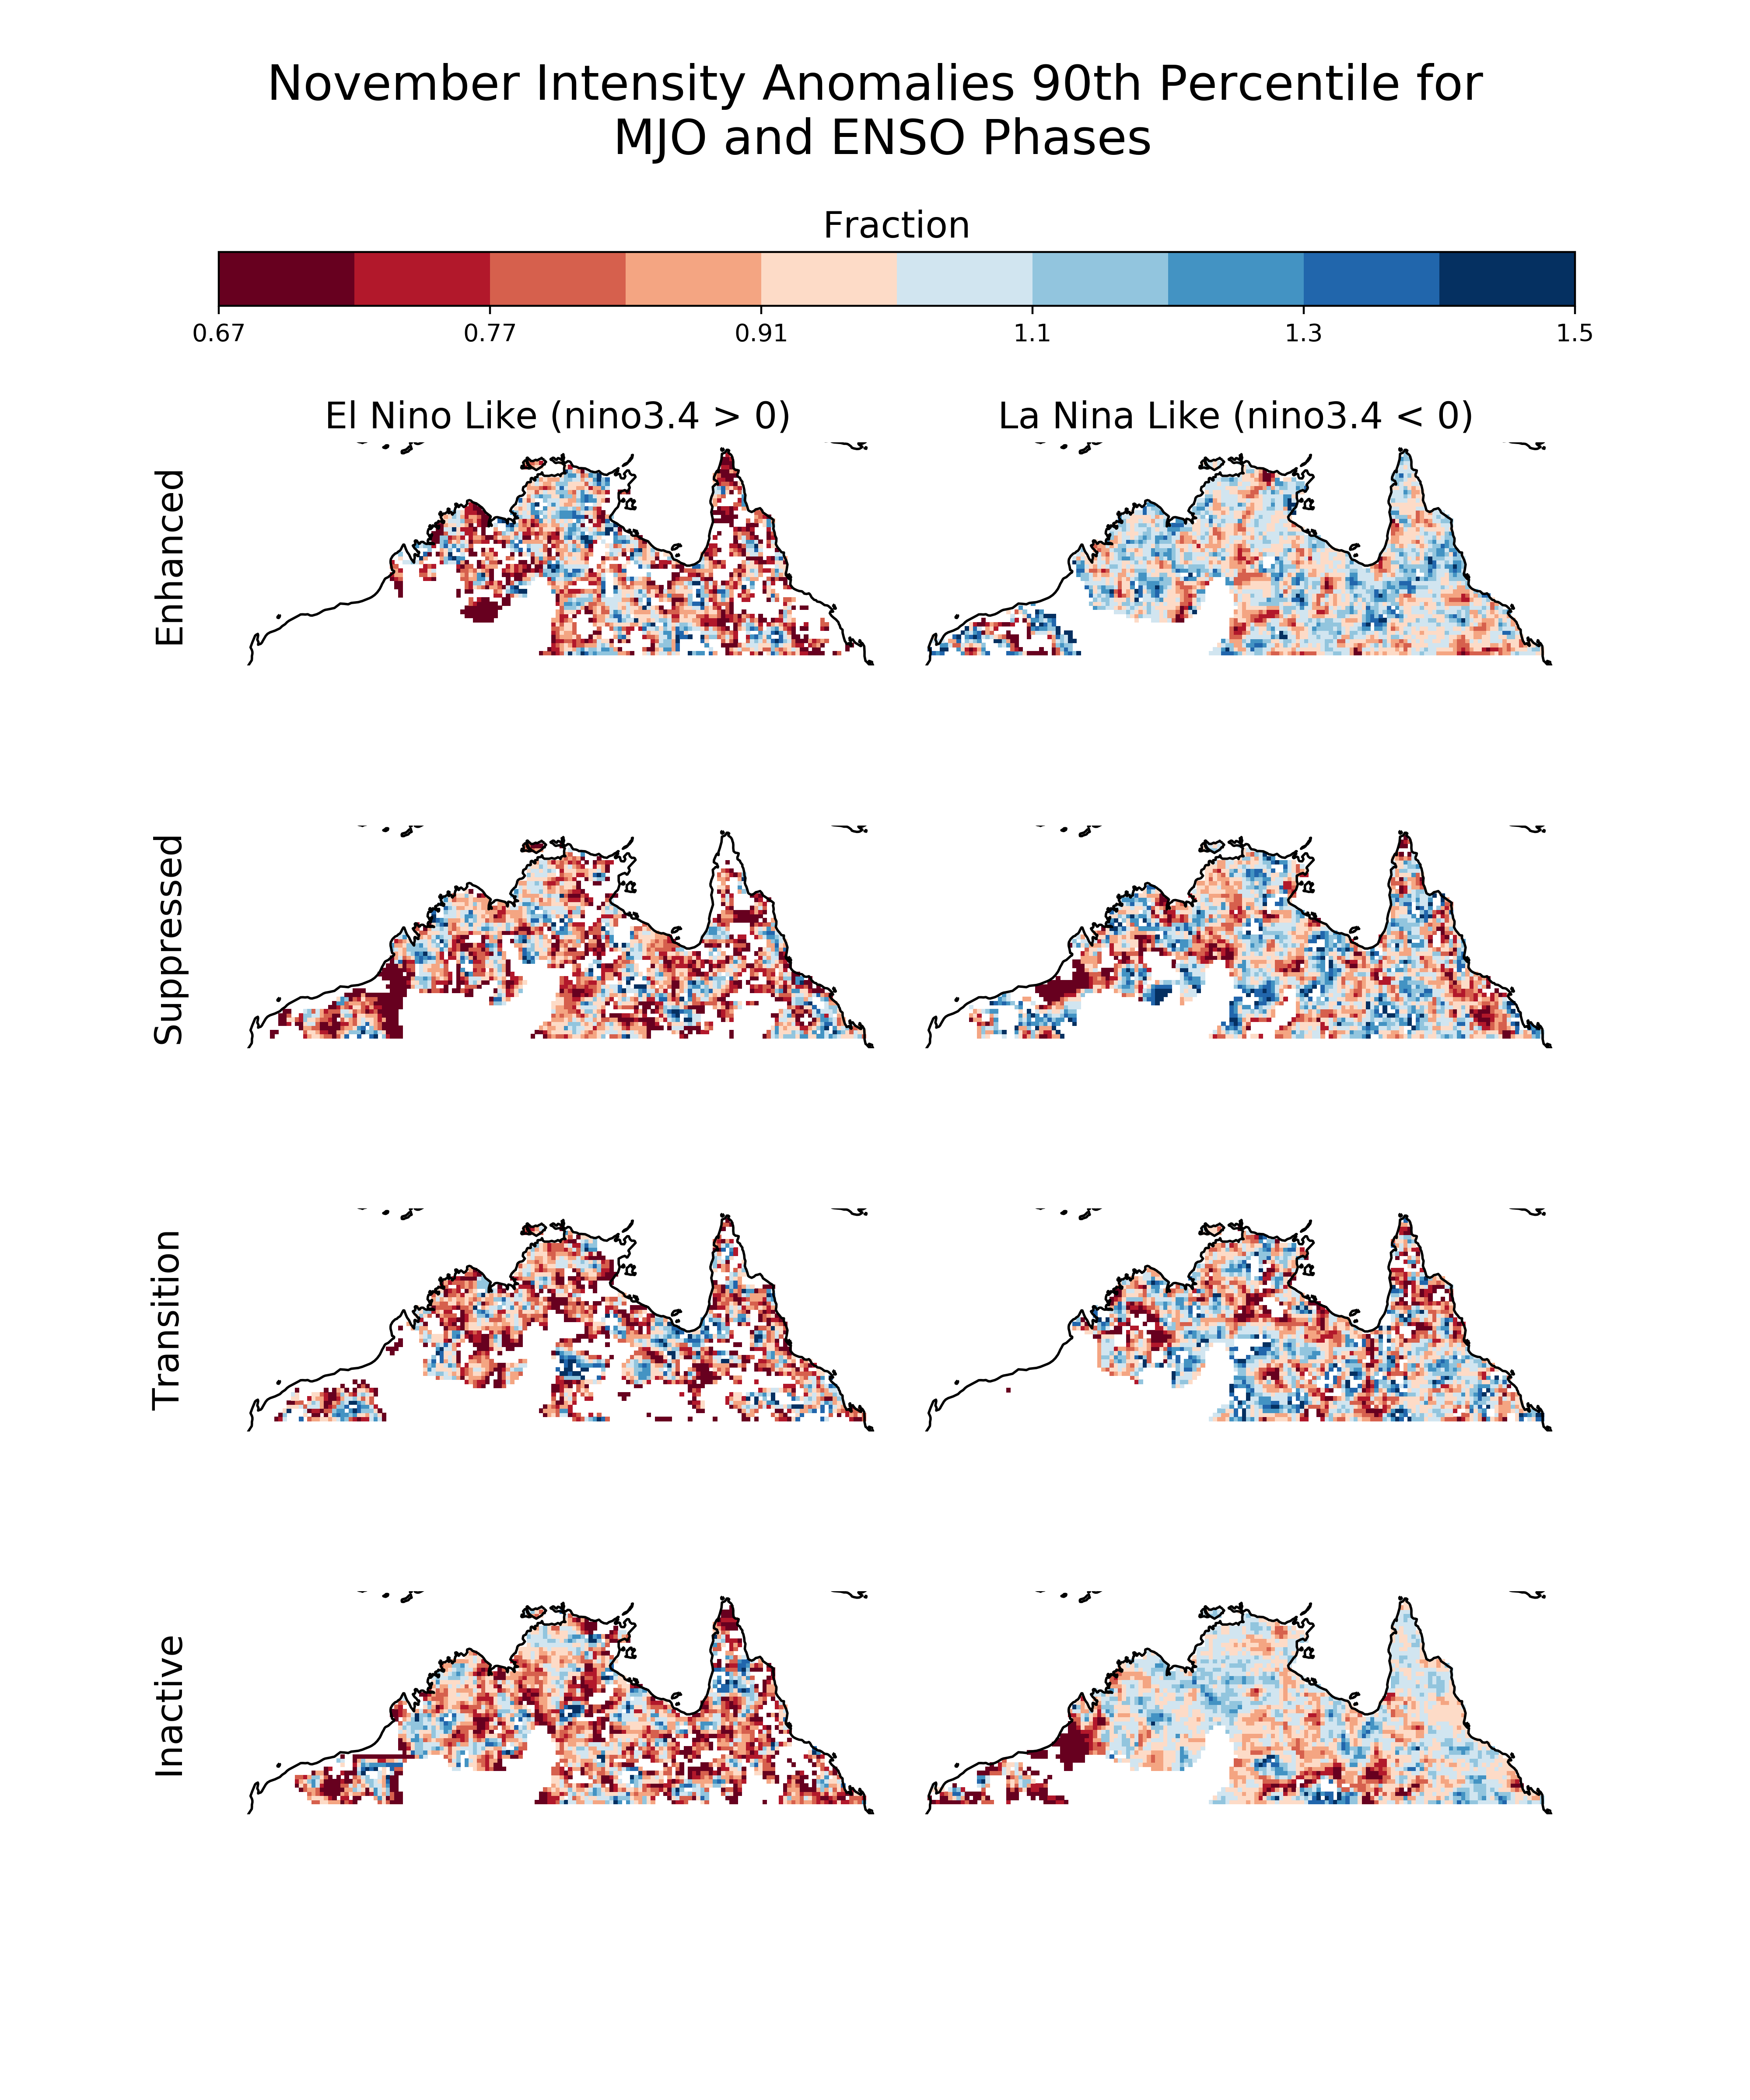 November Intensity Anomalies 90th Percentile for
MJO and ENSO Phases
Fraction
0.67 0.77 0.91 1.1 1.3 1.5
El Nino Like (nino3.4 > 0) La Nina Like (nino3.4 < 0)
Enhanced
Suppressed
Transition
Inactive